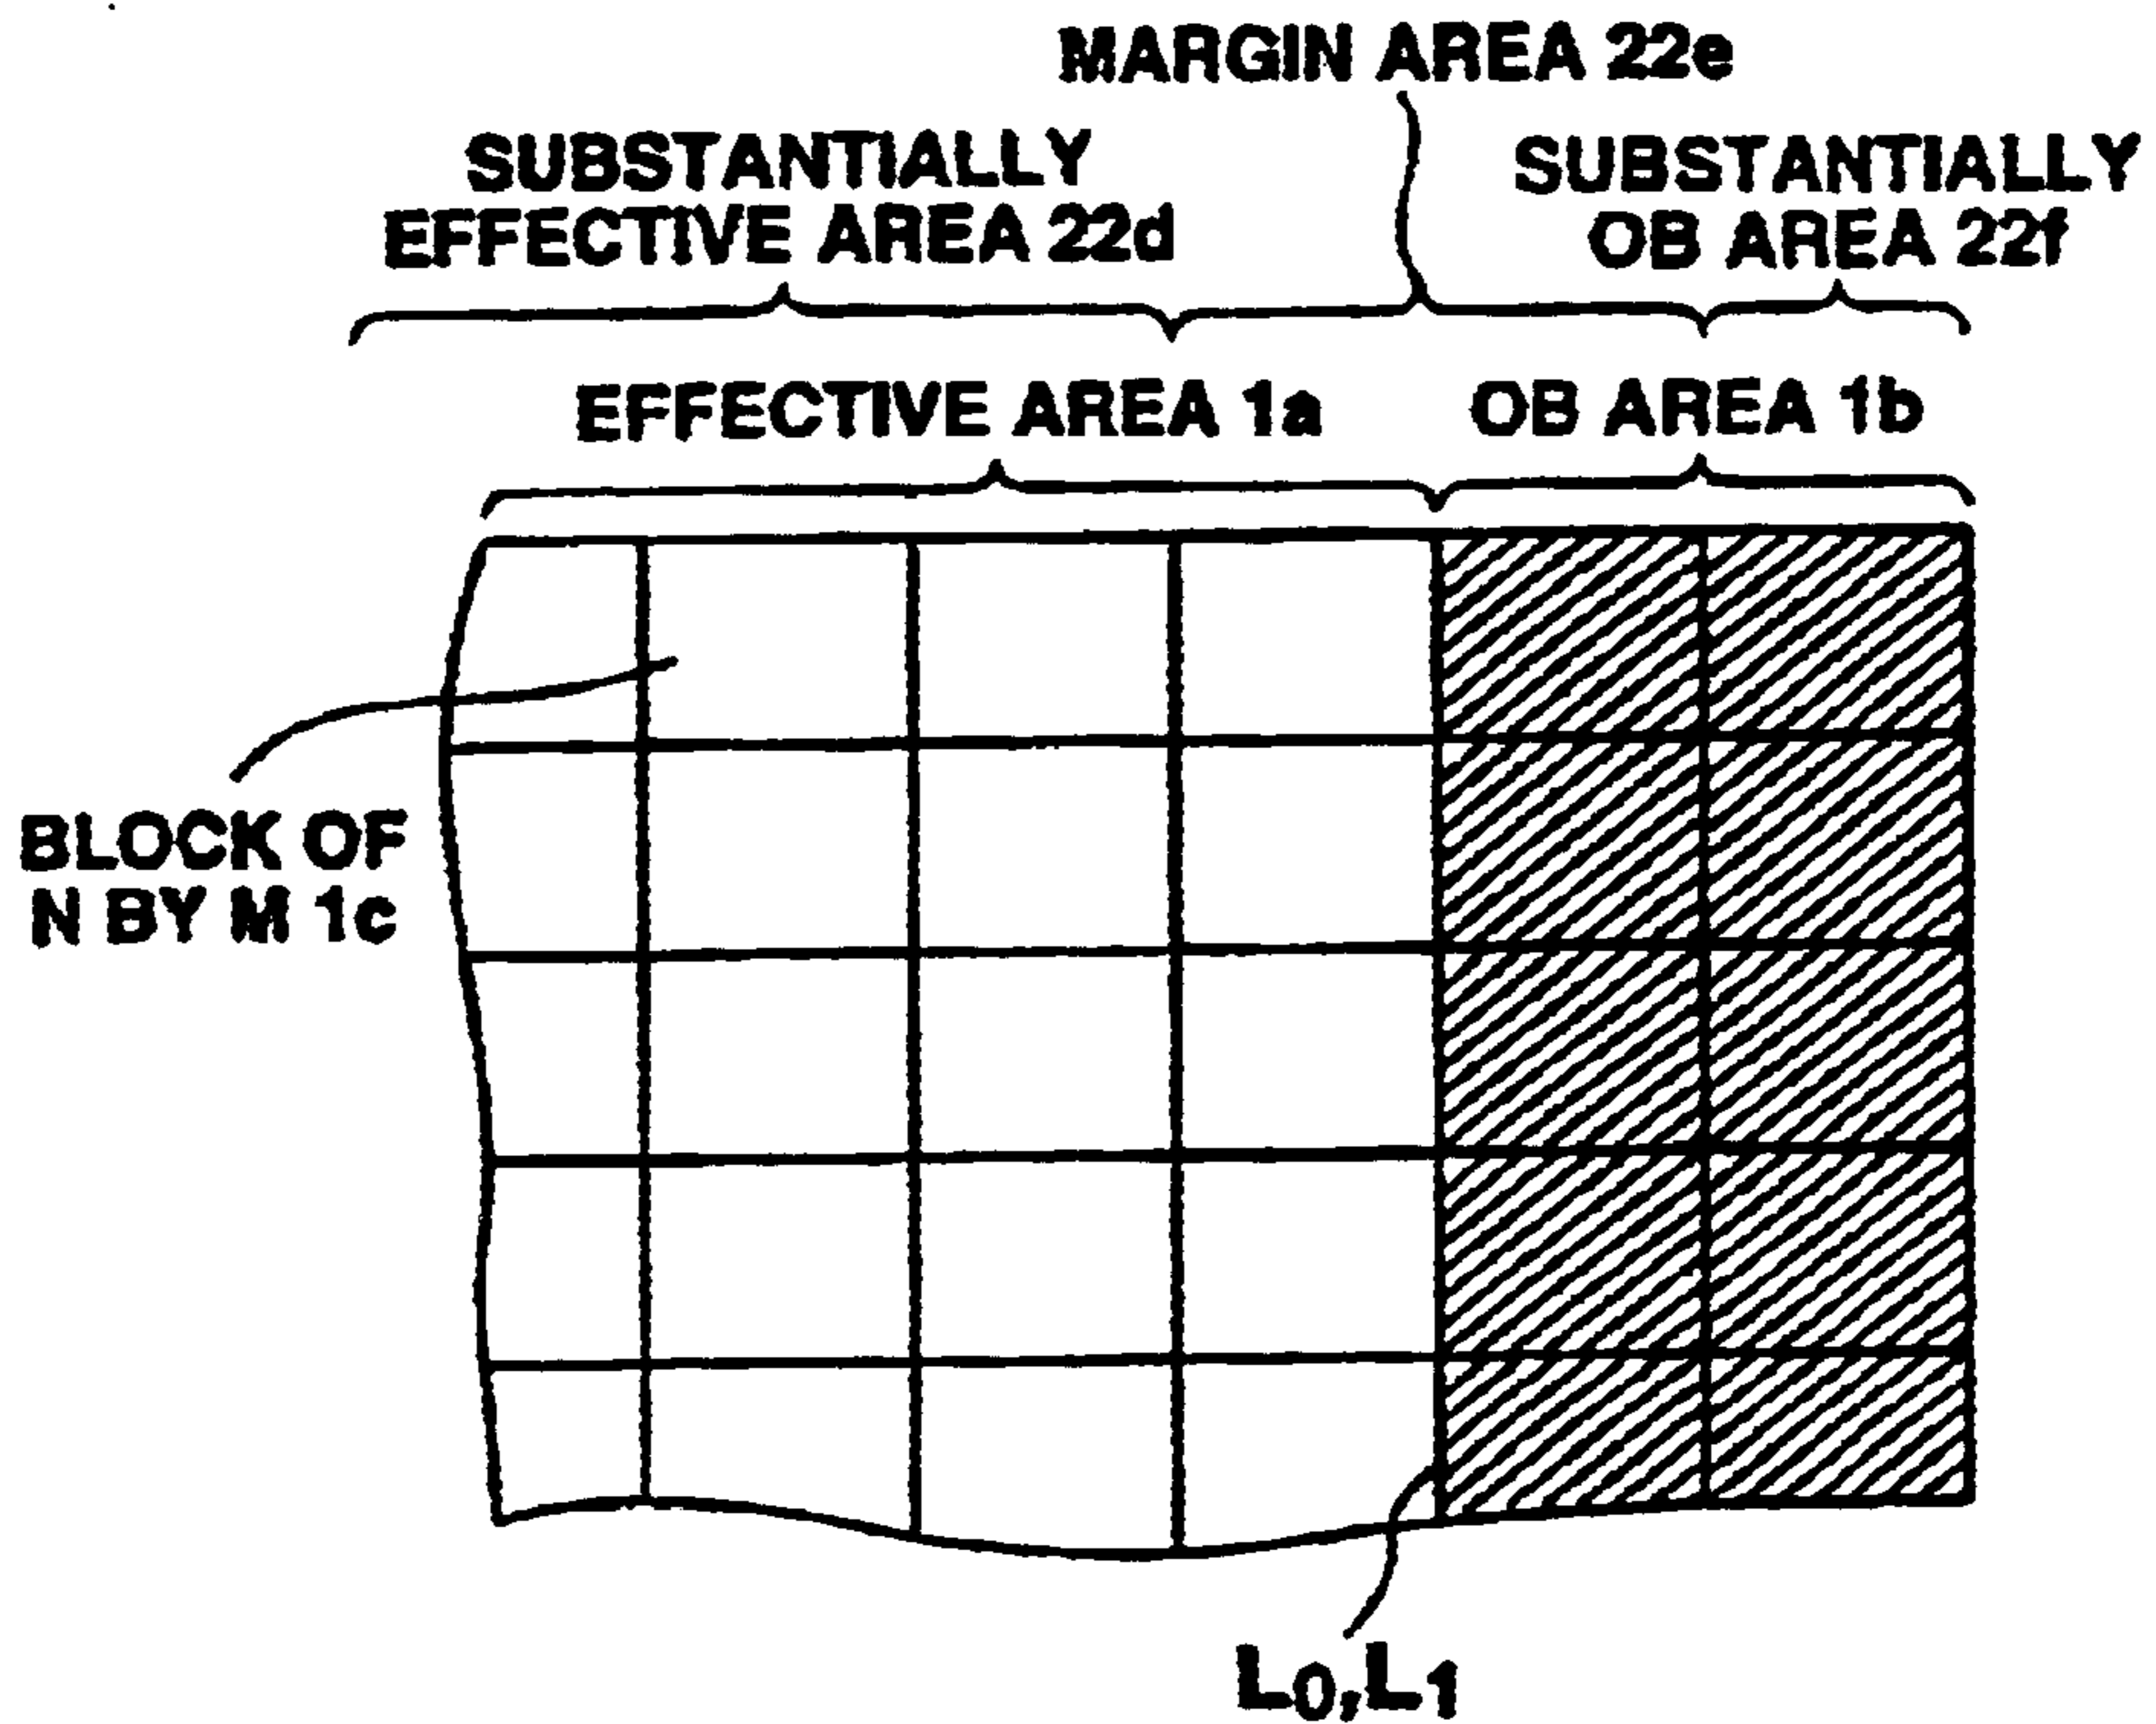 MARGIN AREA 22e
SUBSTANTIALLY
EFFECTIVE AREA 22d
SUBSTANTIALLY
OB AREA 22f
EFFECTIVE AREA 1a
OB AREA 1b
BLOCK OF
N BY M 1c
L0,L1